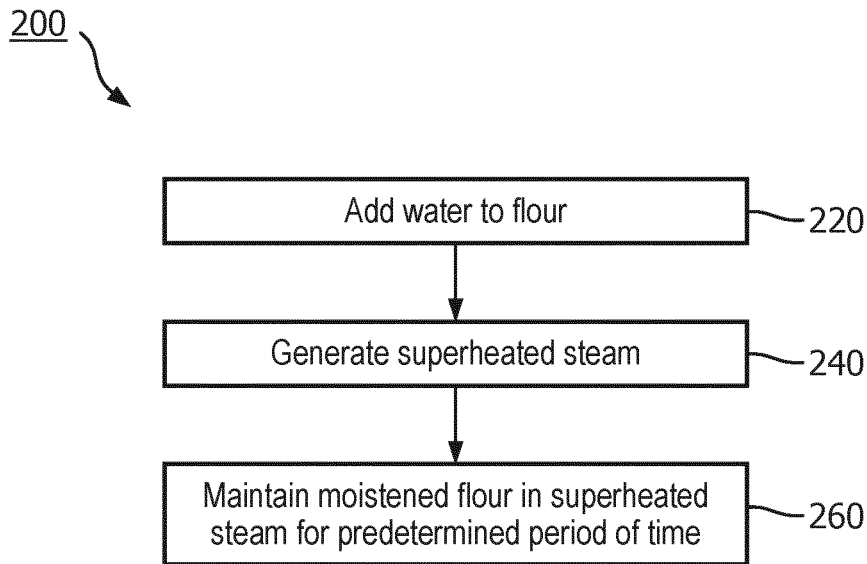 200
Add water to flour
220
Generate superheated steam
240
Maintain moistened flour in superheated
steam for predetermined period of time
260